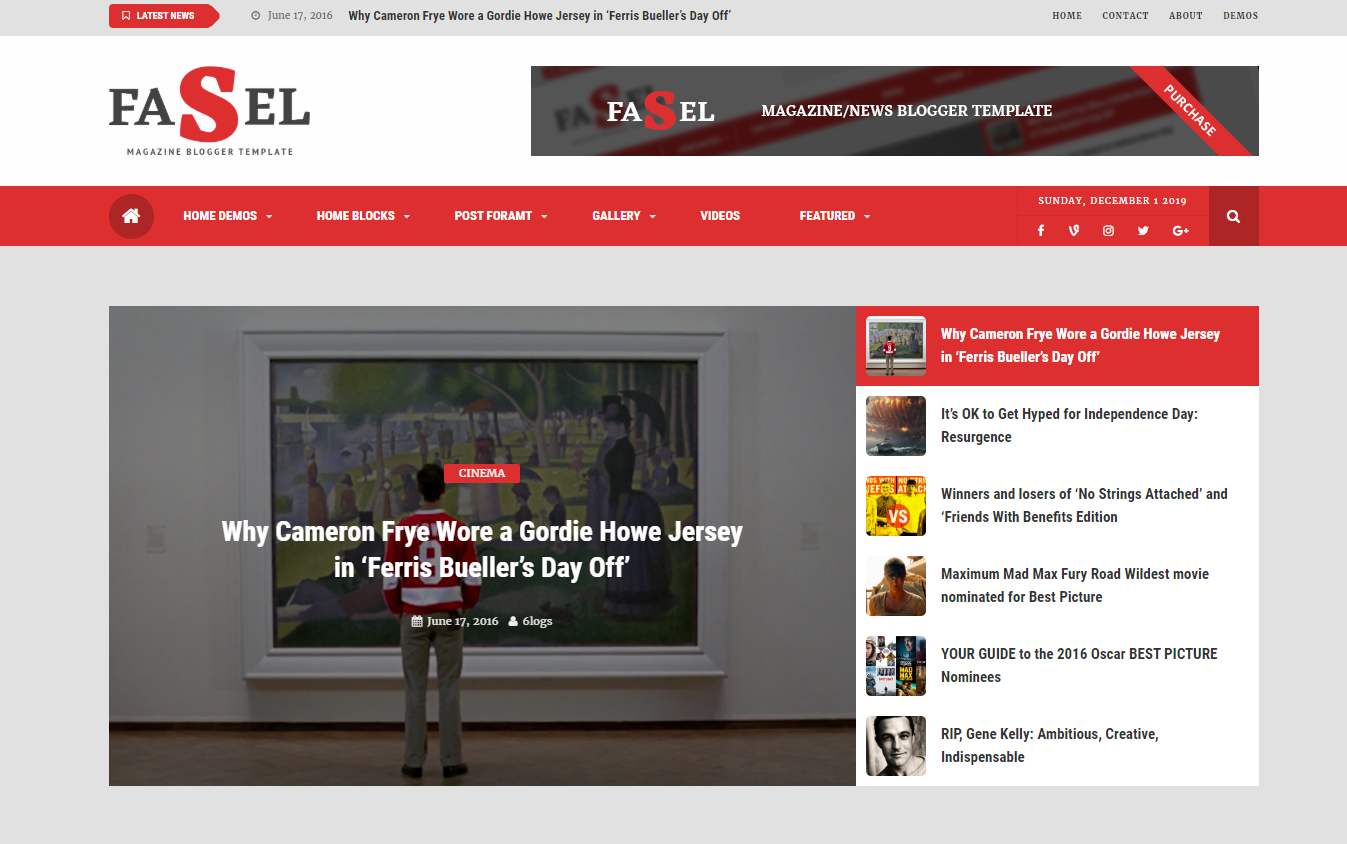 LATEST NEWS
June 17, 2016
Why Cameron Frye Wore a Gordie Howe Jersey in ‘Ferris Bueller’s Day Off’
HOME
CONTACT
ABOUT
DEMOS
FASEL
MAGAZINE BLOGGER TEMPLATE
FASEL
MAGAZINE/NEWS BLOGGER TEMPLATE
PURCHASE
HOME DEMOS
HOME BLOCKS
POST FORAMT
GALLERY
VIDEOS
FEATURED
SUNDAY, DECEMBER 1 2019
CINEMA
Why Cameron Frye Wore a Gordie Howe Jersey
in ‘Ferris Bueller’s Day Off’
June 17, 2016
6logs
Why Cameron Frye Wore a Gordie Howe Jersey
in ‘Ferris Bueller’s Day Off’
It’s OK to Get Hyped for Independence Day:
Resurgence
Winners and losers of ‘No Strings Attached’ and
‘Friends With Benefits Edition
VS
Maximum Mad Max Fury Road Wildest movie
nominated for Best Picture
YOUR GUIDE to the 2016 Oscar BEST PICTURE
Nominees
MAD
MAX
RIP, Gene Kelly: Ambitious, Creative,
Indispensable